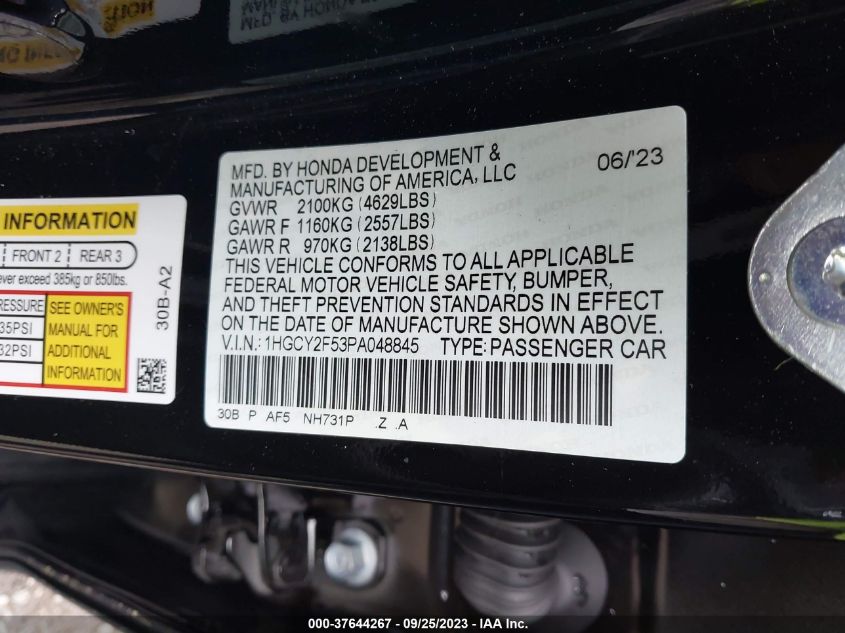 MFD. BY HONDA DEVELOPMENT &
MANUFACTURING OF AMERICA, LLC
06/'23
GVWR 2100KG (4629LBS)
GAWR F 1160KG (2557LBS)
GAWR R 970KG (2138LBS)
THIS VEHICLE CONFORMS TO ALL APPLICABLE
FEDERAL MOTOR VEHICLE SAFETY, BUMPER,
AND THEFT PREVENTION STANDARDS IN EFFECT
ON THE DATE OF MANUFACTURE SHOWN ABOVE.
V.I.N.:1HGCY2F53PA048845 TYPE:PASSENGER CAR
30B P AF5 NH731P .Z .A
INFORMATION
FRONT 2 REAR 3
exceed 385kg or 850lbs.
35PSI
32PSI
SEE OWNER'S
MANUAL FOR
ADDITIONAL
INFORMATION
30B-A2
000-37644267 - 09/25/2023 - IAA Inc.